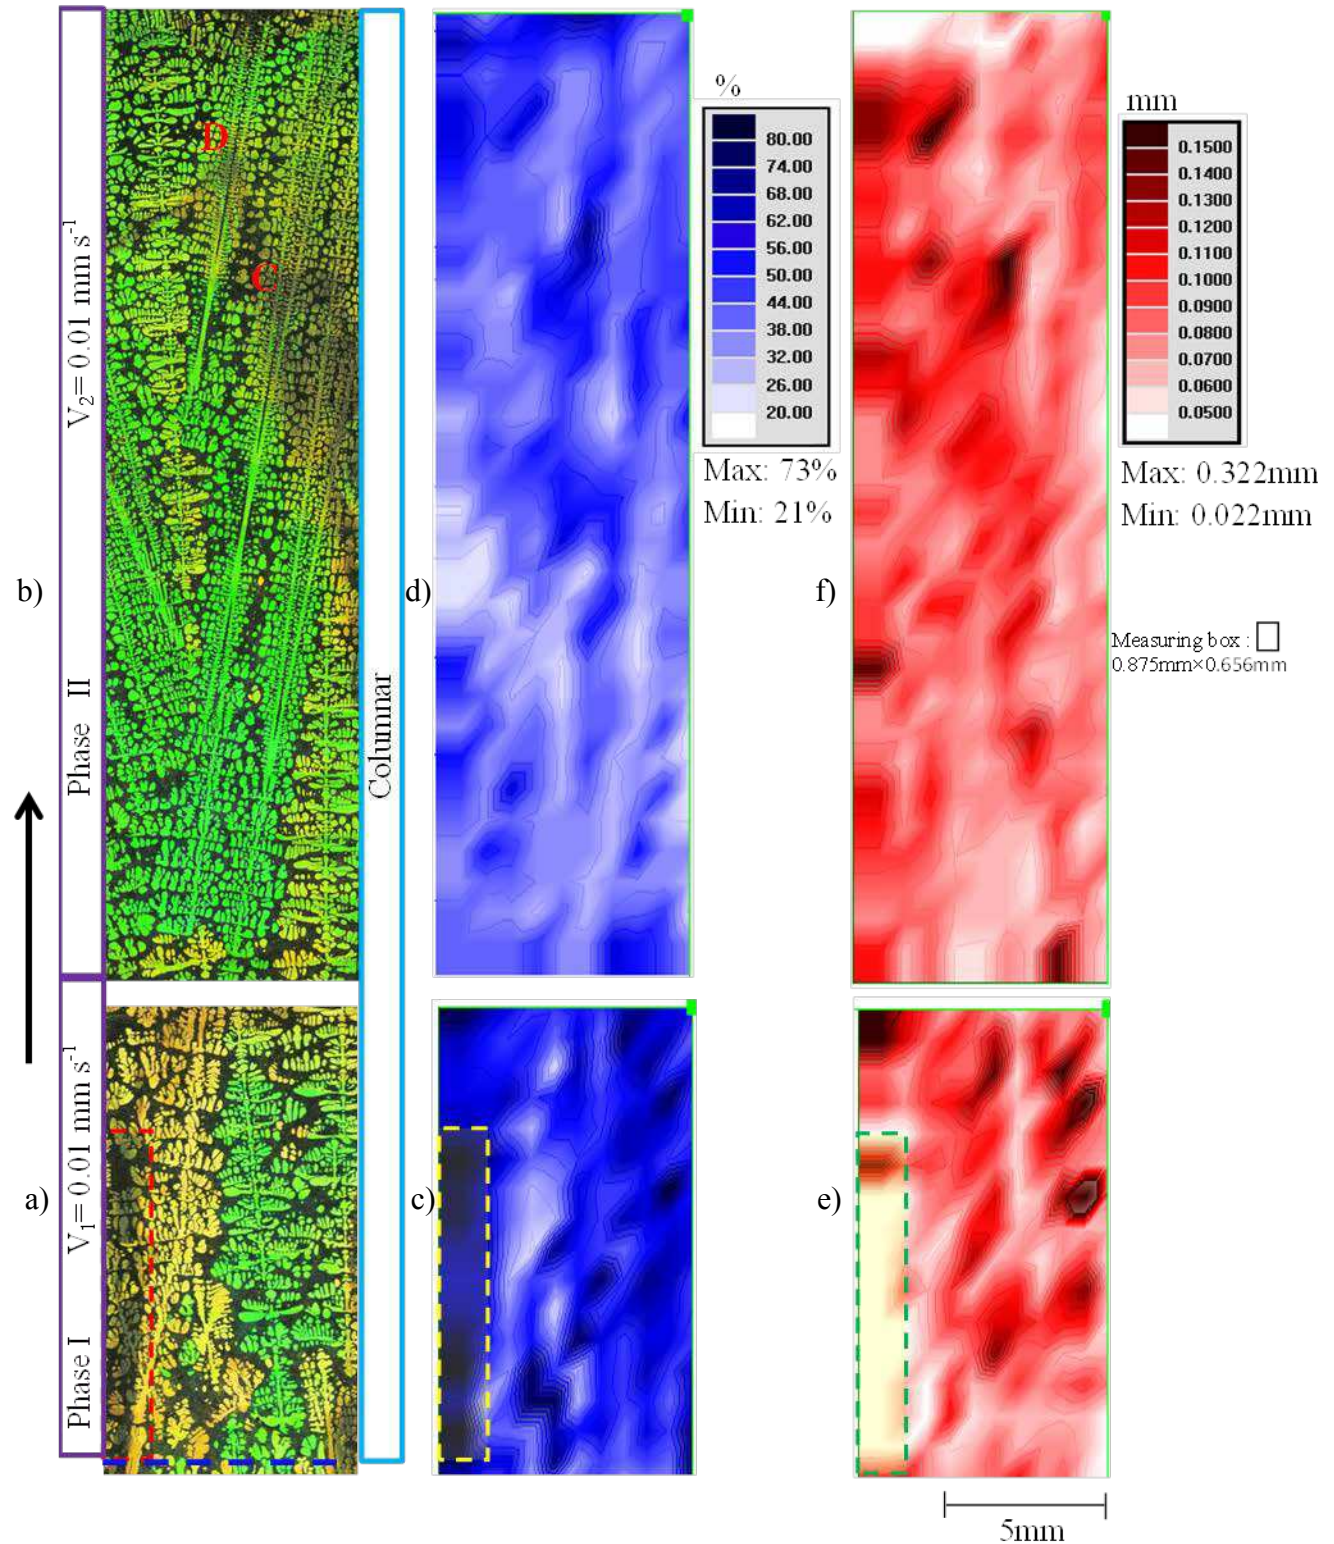 b)
V₂= 0.01 mm s⁻¹
Phase II
D
C
Columnar
d)
%
80.00
74.00
68.00
62.00
56.00
50.00
44.00
38.00
32.00
26.00
20.00
Max: 73%
Min: 21%
f)
mm
0.1500
0.1400
0.1300
0.1200
0.1100
0.1000
0.0900
0.0800
0.0700
0.0600
0.0500
Max: 0.322mm
Min: 0.022mm
Measuring box :
0.875mm×0.656mm
a)
V₁= 0.01 mm s⁻¹
Phase I
c)
e)
5mm